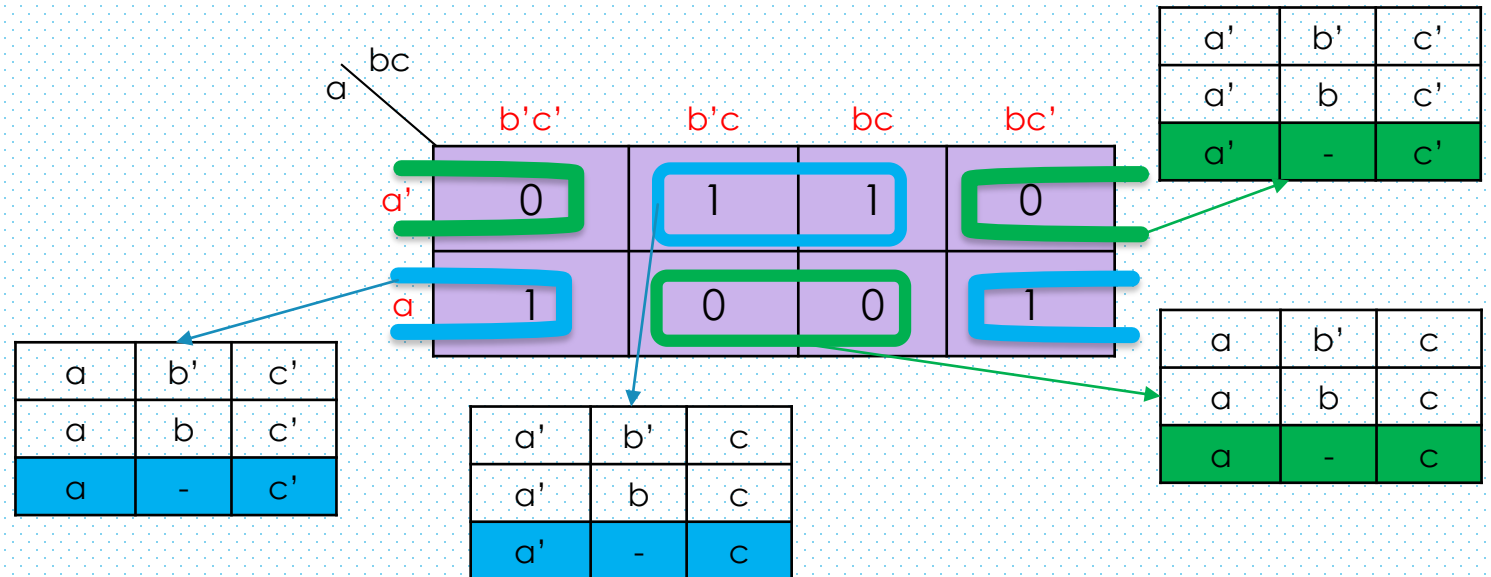 bc
a
b'c' b'c bc bc'
a' 0 1 1 0
a 1 0 0 1
a' b' c'
a' b c'
a' - c'
a b' c
a b c
a - c
a b' c'
a b c'
a - c'
a' b' c
a' b c
a' - c